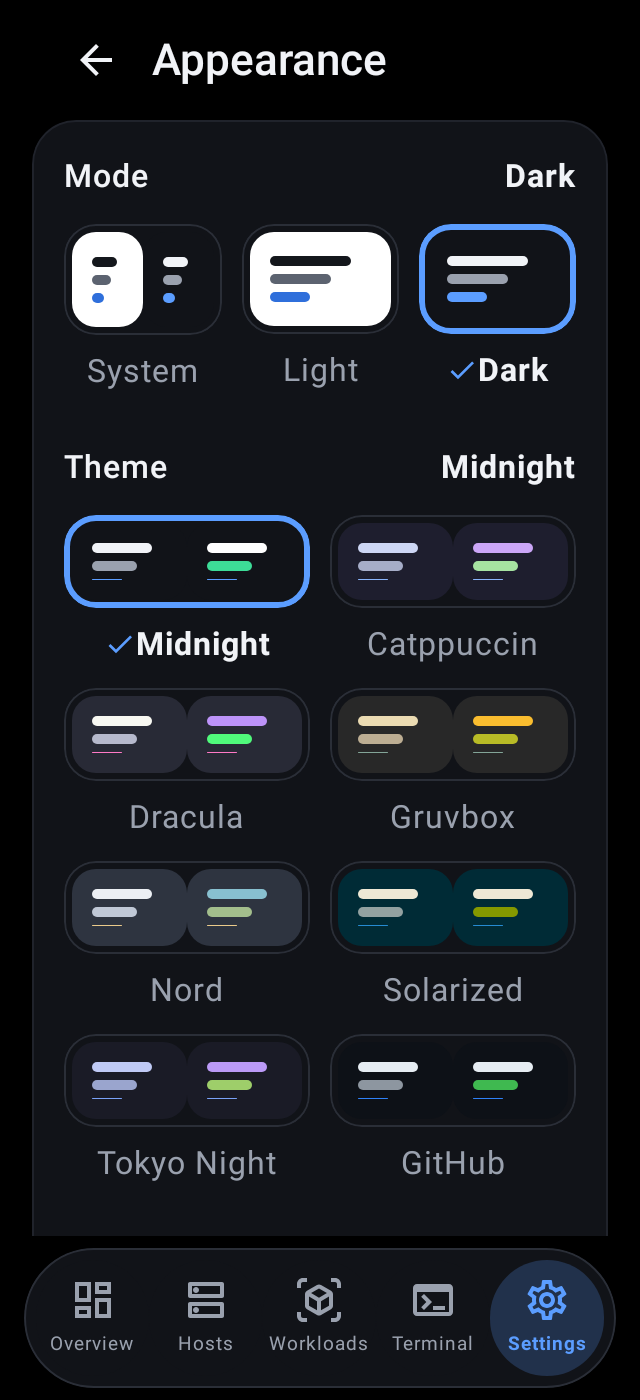 Appearance
Mode Dark
System Light Dark
Theme Midnight
Midnight Catppuccin
Dracula Gruvbox
Nord Solarized
Tokyo Night GitHub
Overview Hosts Workloads Terminal Settings